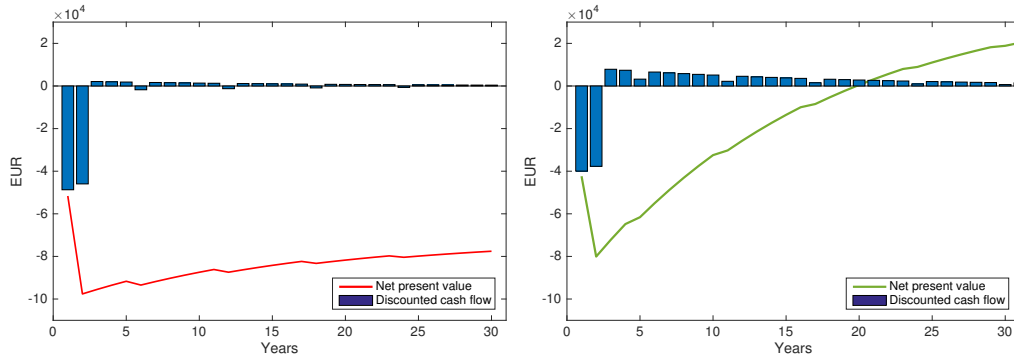 ×10⁴
2
0
-2
-4
-6
-8
-10
EUR
0 5 10 15 20 25 30
Years
Net present value
Discounted cash flow
×10⁴
2
0
-2
-4
-6
-8
-10
EUR
0 5 10 15 20 25 30
Years
Net present value
Discounted cash flow